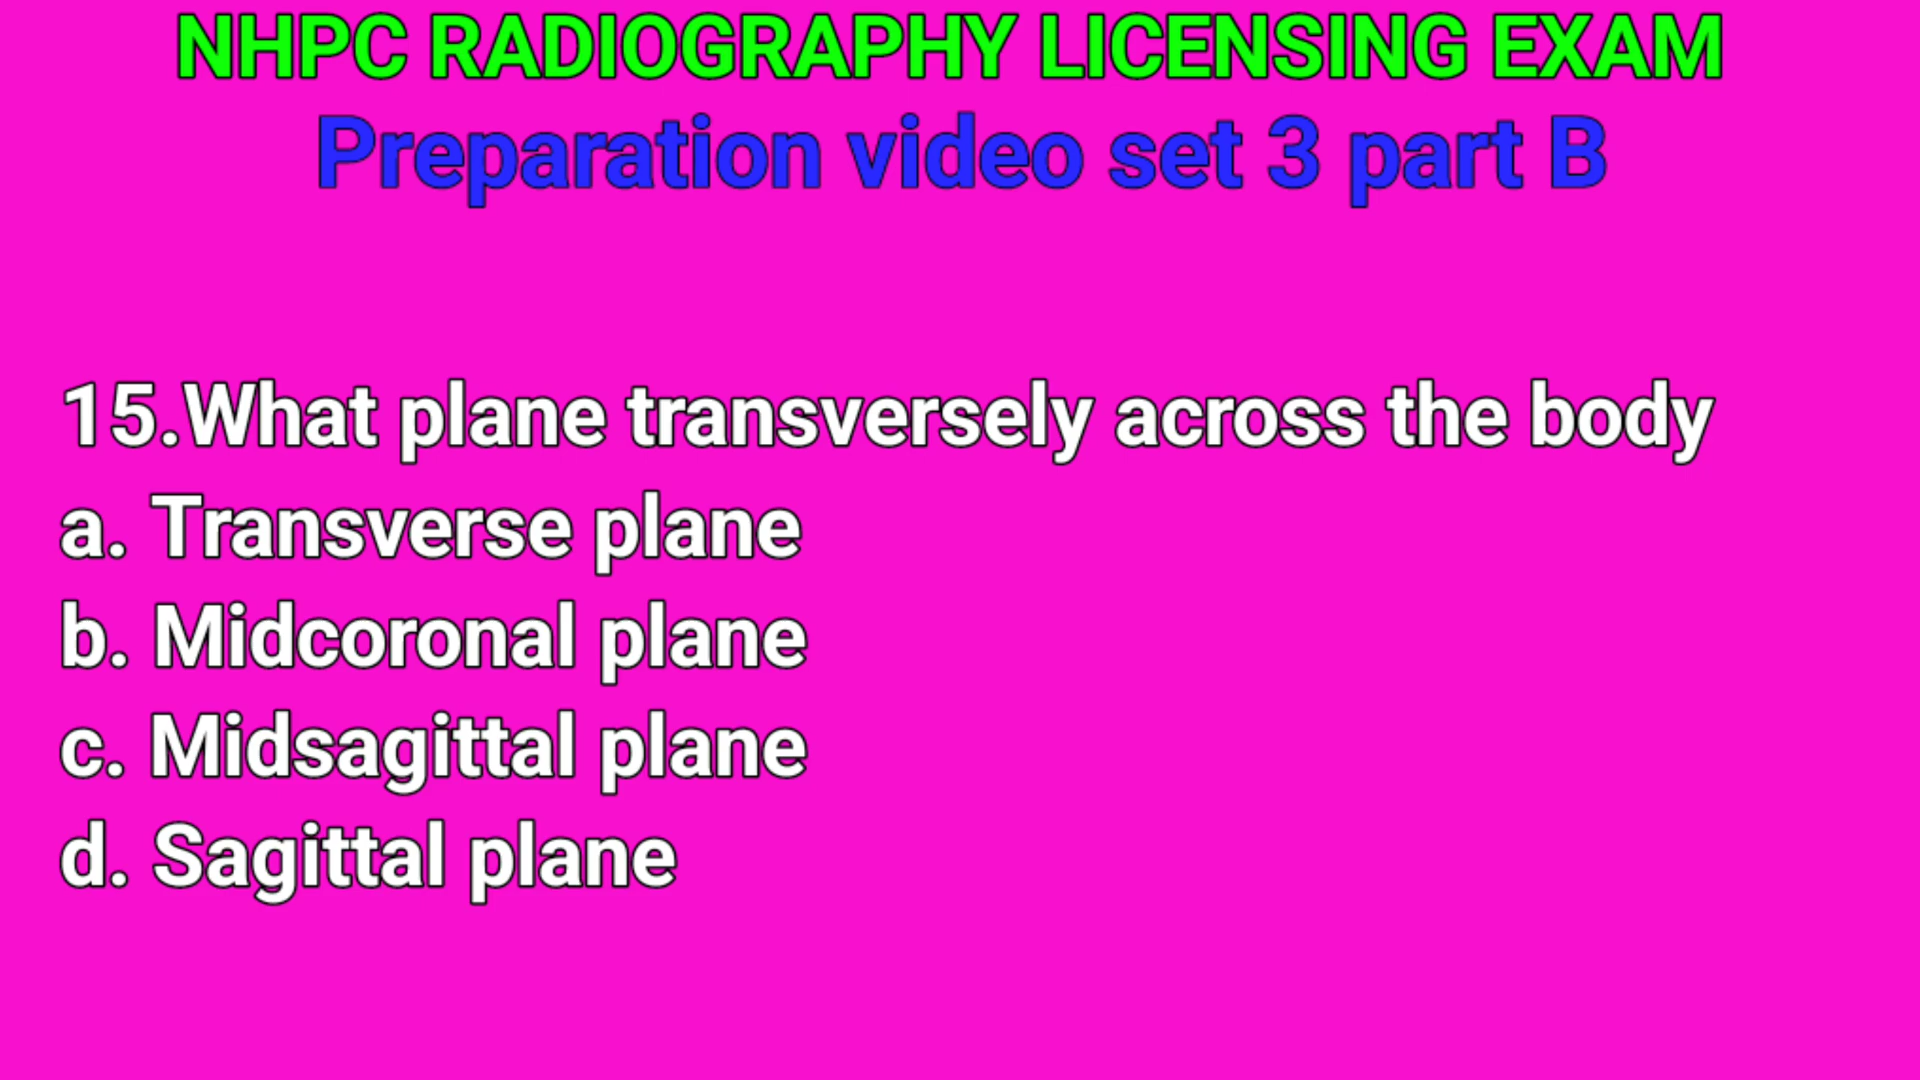 NHPC RADIOGRAPHY LICENSING EXAM
Preparation video set 3 part B
15.What plane transversely across the body
a. Transverse plane
b. Midcoronal plane
c. Midsagittal plane
d. Sagittal plane